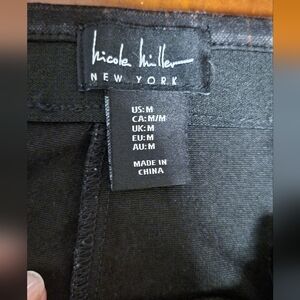 nicole miller
NEW YORK
US:M
CA:M/M
UK:M
EU:M
AU:M
MADE IN
CHINA